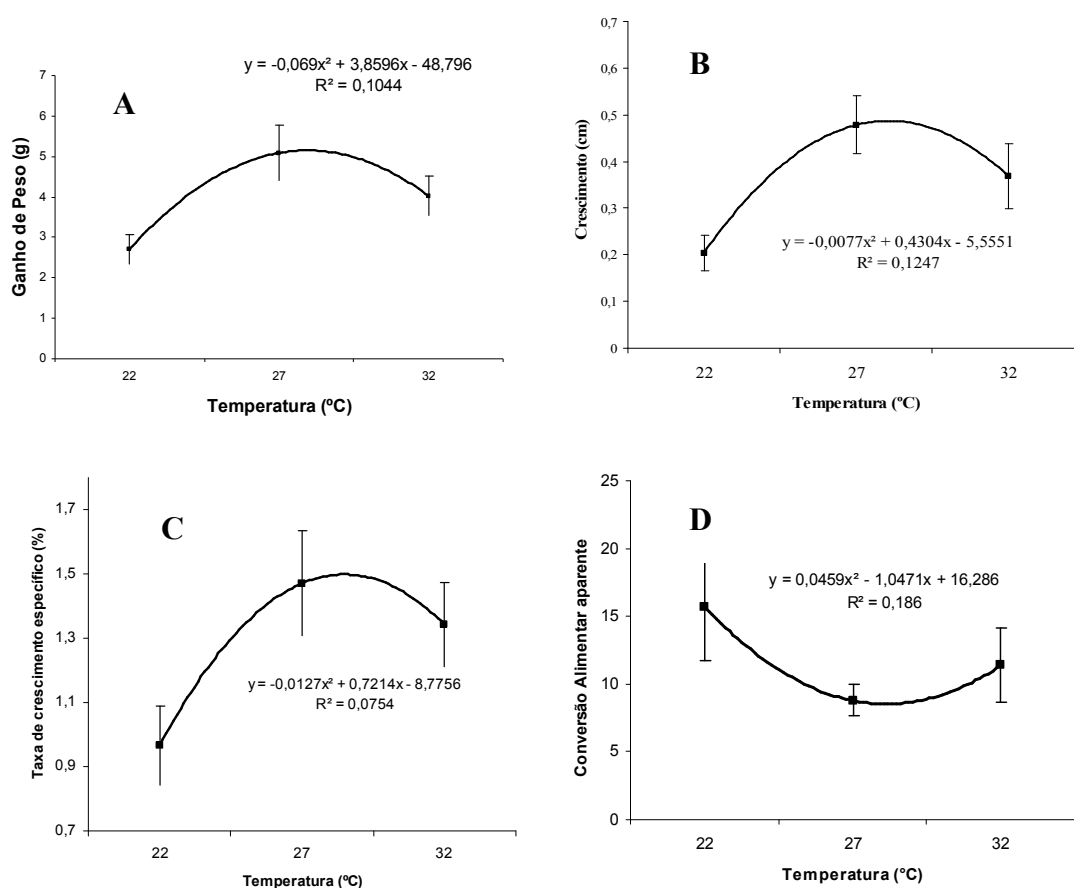 A
y = -0,069x² + 3,8596x - 48,796
R² = 0,1044
Ganho de Peso (g)
7
6
5
4
3
2
1
0
22 27 32
Temperatura (ºC)
B
0,7
0,6
0,5
0,4
0,3
0,2
0,1
0
Crescimento (cm)
y = -0,0077x² + 0,4304x - 5,5551
R² = 0,1247
22 27 32
Temperatura (ºC)
C
1,7
1,5
1,3
1,1
0,9
0,7
Taxa de crescimento específico (%)
y = -0,0127x² + 0,7214x - 8,7756
R² = 0,0754
22 27 32
Temperatura (ºC)
D
25
20
15
10
5
0
Conversão Alimentar aparente
y = 0,0459x² - 1,0471x + 16,286
R² = 0,186
22 27 32
Temperatura (°C)